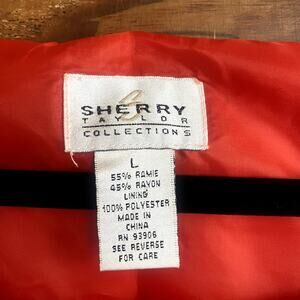 SHERRY
TAYLOR
COLLECTIONS
L
55% RAMIE
45% RAYON
LINING
100% POLYESTER
MADE IN
CHINA
RN 93906
SEE REVERSE
FOR CARE